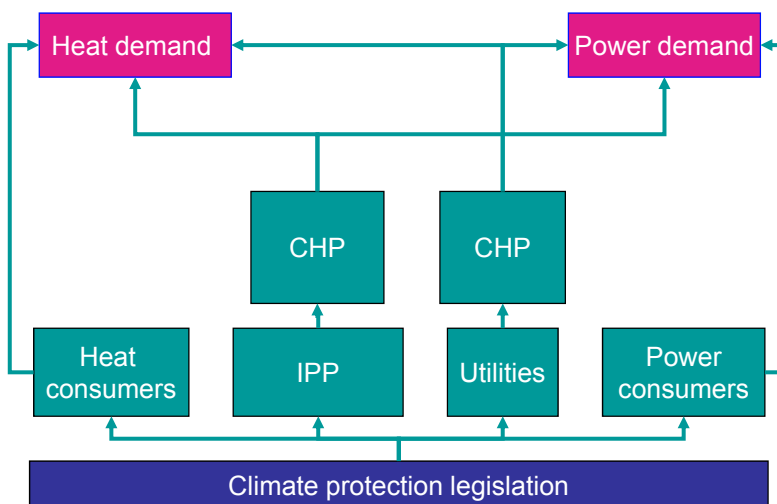 Heat demand
Power demand
CHP
CHP
Heat
consumers
IPP
Utilities
Power
consumers
Climate protection legislation